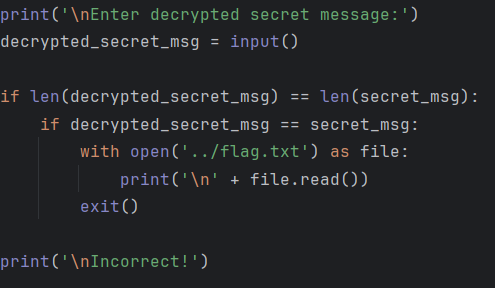 print('\nEnter decrypted secret message:')
decrypted_secret_msg = input()
if len(decrypted_secret_msg) == len(secret_msg):
if decrypted_secret_msg == secret_msg:
with open('../flag.txt') as file:
print('\n' + file.read())
exit()
print('\nIncorrect!')